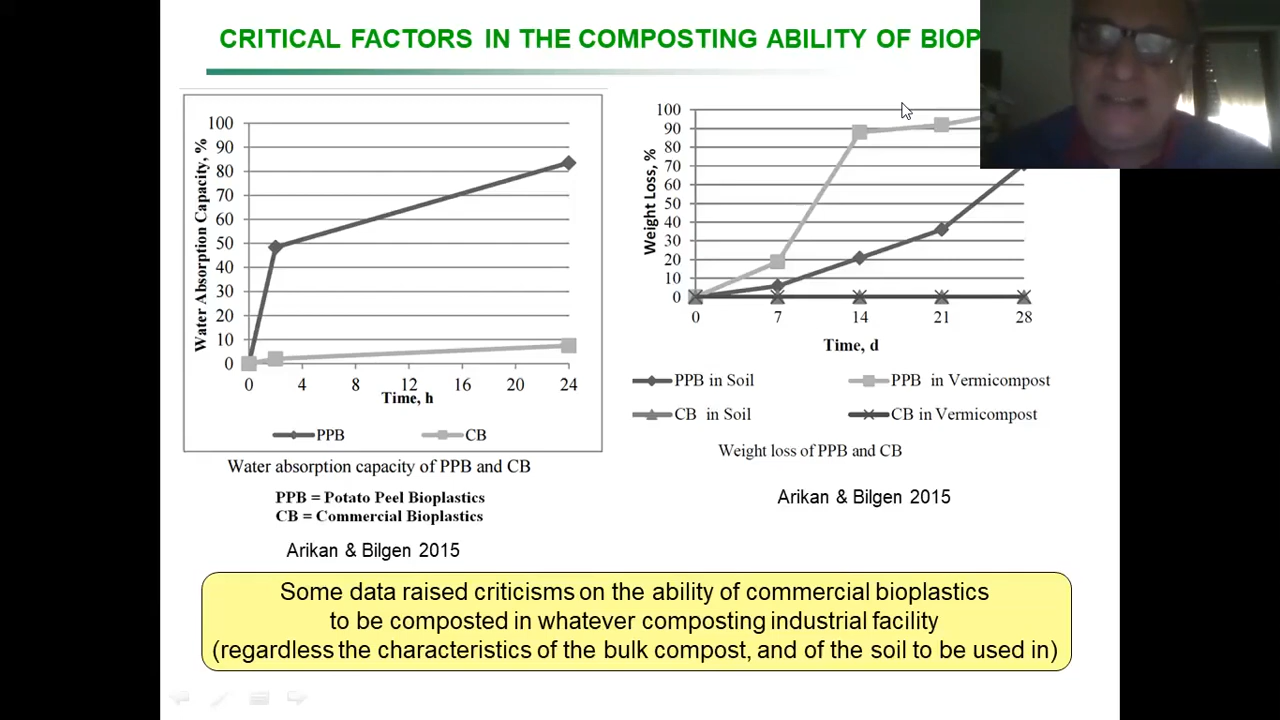 CRITICAL FACTORS IN THE COMPOSTING ABILITY OF
Water Absorption Capacity, %
100
90
80
70
60
50
40
30
20
10
0
0 4 8 12 16 20 24
Time, h
PPB CB
Water absorption capacity of PPB and CB
PPB = Potato Peel Bioplastics
CB = Commercial Bioplastics
Arikan & Bilgen 2015
Weight Loss, %
100
90
80
70
60
50
40
30
20
10
0
0 7 14 21 28
Time, d
PPB in Soil PPB in Vermicompost
CB in Soil CB in Vermicompost
Weight loss of PPB and CB
Arikan & Bilgen 2015
Some data raised criticisms on the ability of commercial bioplastics
to be composted in whatever composting industrial facility
(regardless the characteristics of the bulk compost, and of the soil to be used in)